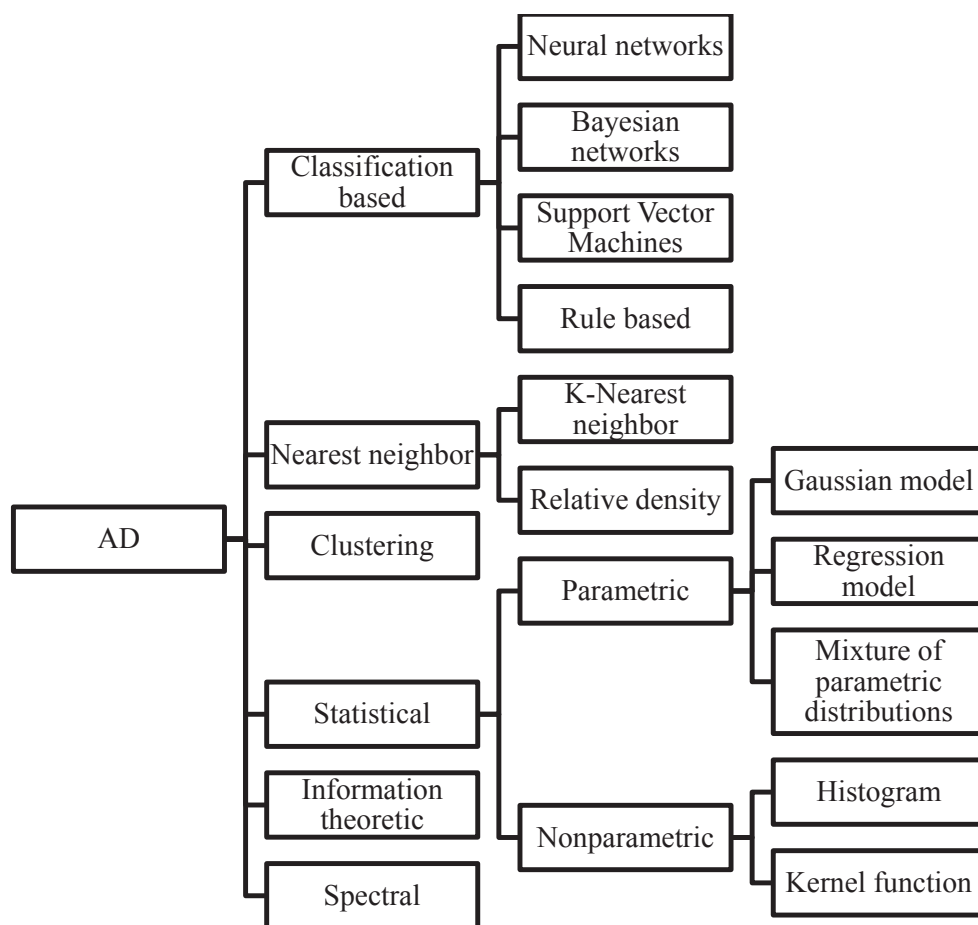 Neural networks
Bayesian
networks
Classification
based
Support Vector
Machines
Rule based
K-Nearest
neighbor
Nearest neighbor
Relative density
Gaussian model
AD
Clustering
Parametric
Regression
model
Mixture of
parametric
distributions
Statistical
Information
theoretic
Nonparametric
Histogram
Kernel function
Spectral